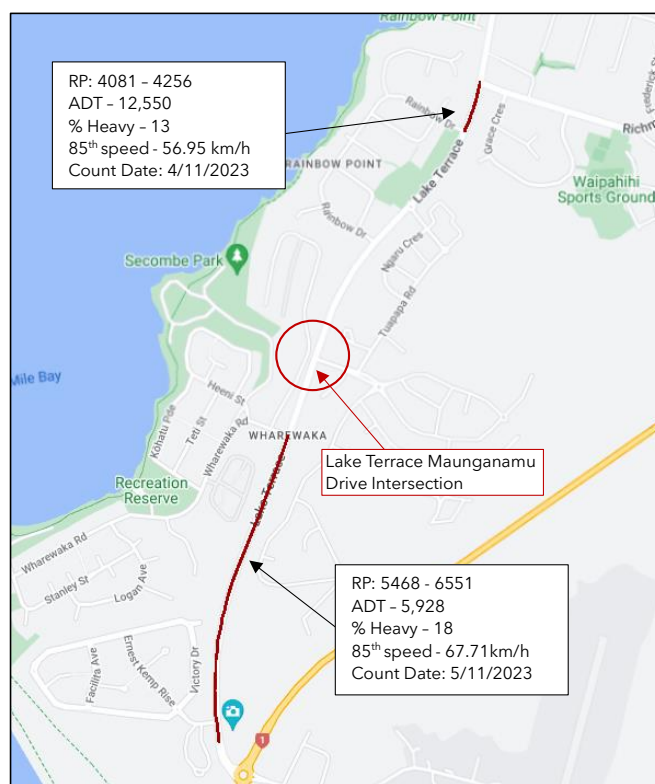 Rainbow Point
RP: 4081 – 4256
ADT – 12,550
% Heavy – 13
85th speed - 56.95 km/h
Count Date: 4/11/2023
Rainbow Dr
Grace Cres
Frederick
Richm
RAINBOW POINT
Lake Terrace
Waipahihi
Sports Ground
Rainbow Dr
Ngaru Cres
Secombe Park
Tuapapa Rd
Mile Bay
Heeni St
Kōhatu Pde
Teti St
Wharewaka Rd
WHAREWAKA
Lake Terrace Maunganamu
Drive Intersection
Recreation
Reserve
Lake Terrace
Wharewaka Rd
Stanley St
Logan Ave
RP: 5468 - 6551
ADT – 5,928
% Heavy – 18
85th speed - 67.71km/h
Count Date: 5/11/2023
Facilita Ave
Ernest Kemp Rise
Victory Dr
1